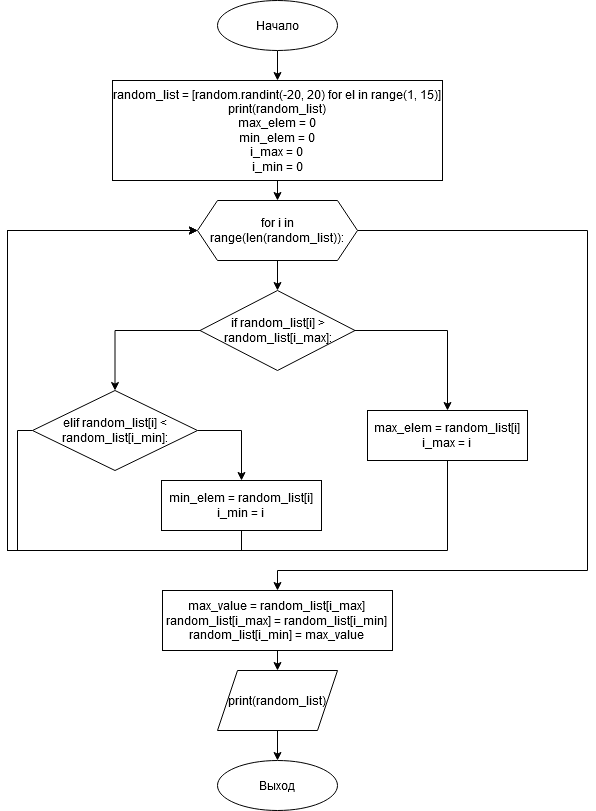 Начало
random_list = [random.randint(-20, 20) for el in range(1, 15)]
print(random_list)
max_elem = 0
min_elem = 0
i_max = 0
i_min = 0
for i in
range(len(random_list)):
if random_list[i] >
random_list[i_max]:
elif random_list[i] <
random_list[i_min]:
max_elem = random_list[i]
i_max = i
min_elem = random_list[i]
i_min = i
max_value = random_list[i_max]
random_list[i_max] = random_list[i_min]
random_list[i_min] = max_value
print(random_list)
Выход